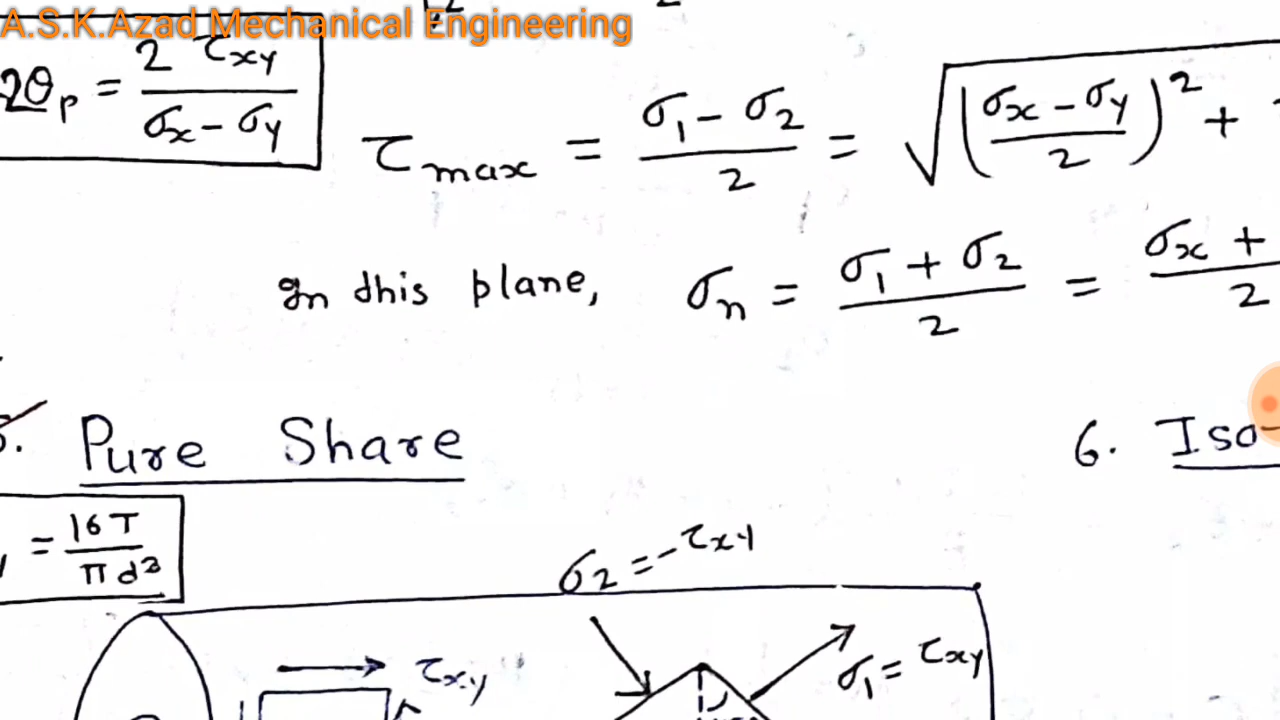 A.S.K.Azad Mechanical Engineering
2θp = 2 τxy / σx - σy
τmax = σ1 - σ2 / 2 = √(σx - σy / 2)² +
In this plane, σn = σ1 + σ2 / 2 = σx + / 2
5. Pure Share
6. Iso
= 16T / πd³
σ2 = -τxy
τxy
σ1 = τxy